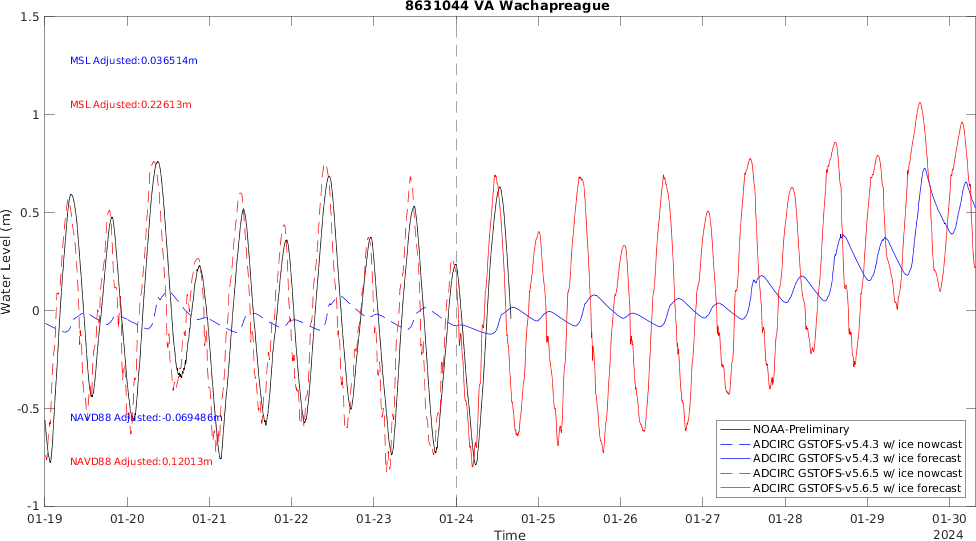 8631044 VA Wachapreague
1.5
1
0.5
0
-0.5
-1
Water Level (m)
MSL Adjusted:0.036514m
MSL Adjusted:0.22613m
NAVD88 Adjusted:-0.069486m
NAVD88 Adjusted:0.12013m
NOAA-Preliminary
ADCIRC GSTOFS-v5.4.3 w/ ice nowcast
ADCIRC GSTOFS-v5.4.3 w/ ice forecast
ADCIRC GSTOFS-v5.6.5 w/ ice nowcast
ADCIRC GSTOFS-v5.6.5 w/ ice forecast
01-19 01-20 01-21 01-22 01-23 01-24 01-25 01-26 01-27 01-28 01-29 01-30
Time
2024